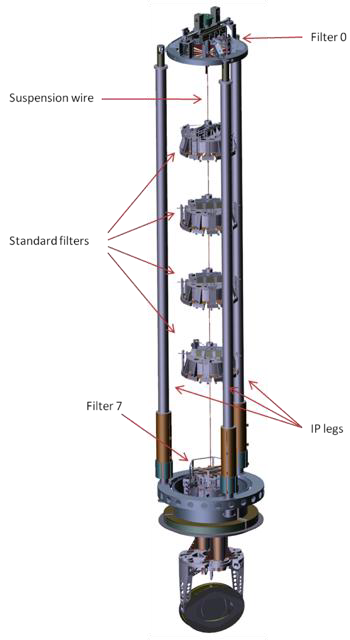 Filter 0
Suspension wire
Standard filters
Filter 7
IP legs